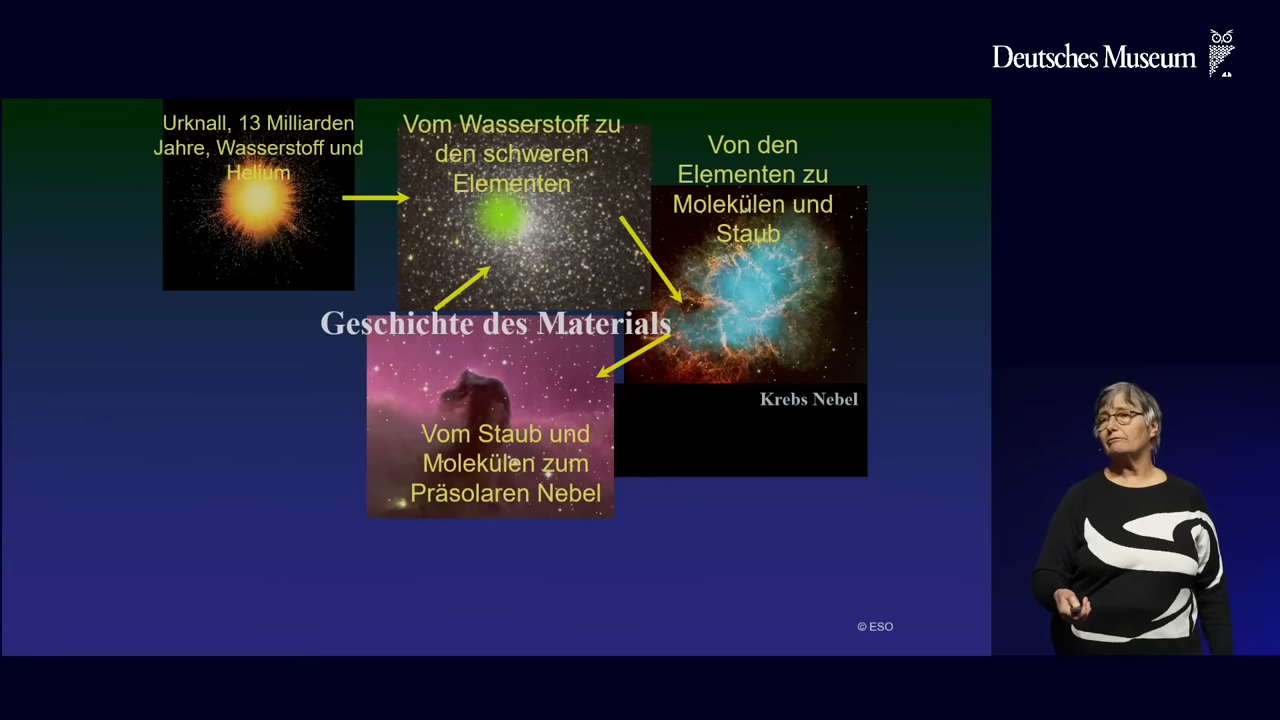 Deutsches Museum
Urknall, 13 Milliarden
Jahre, Wasserstoff und
Helium
Vom Wasserstoff zu
den schweren
Elementen
Von den
Elementen zu
Molekülen und
Staub
Geschichte des Materials
Krebs Nebel
Vom Staub und
Molekülen zum
Präsolaren Nebel
© ESO